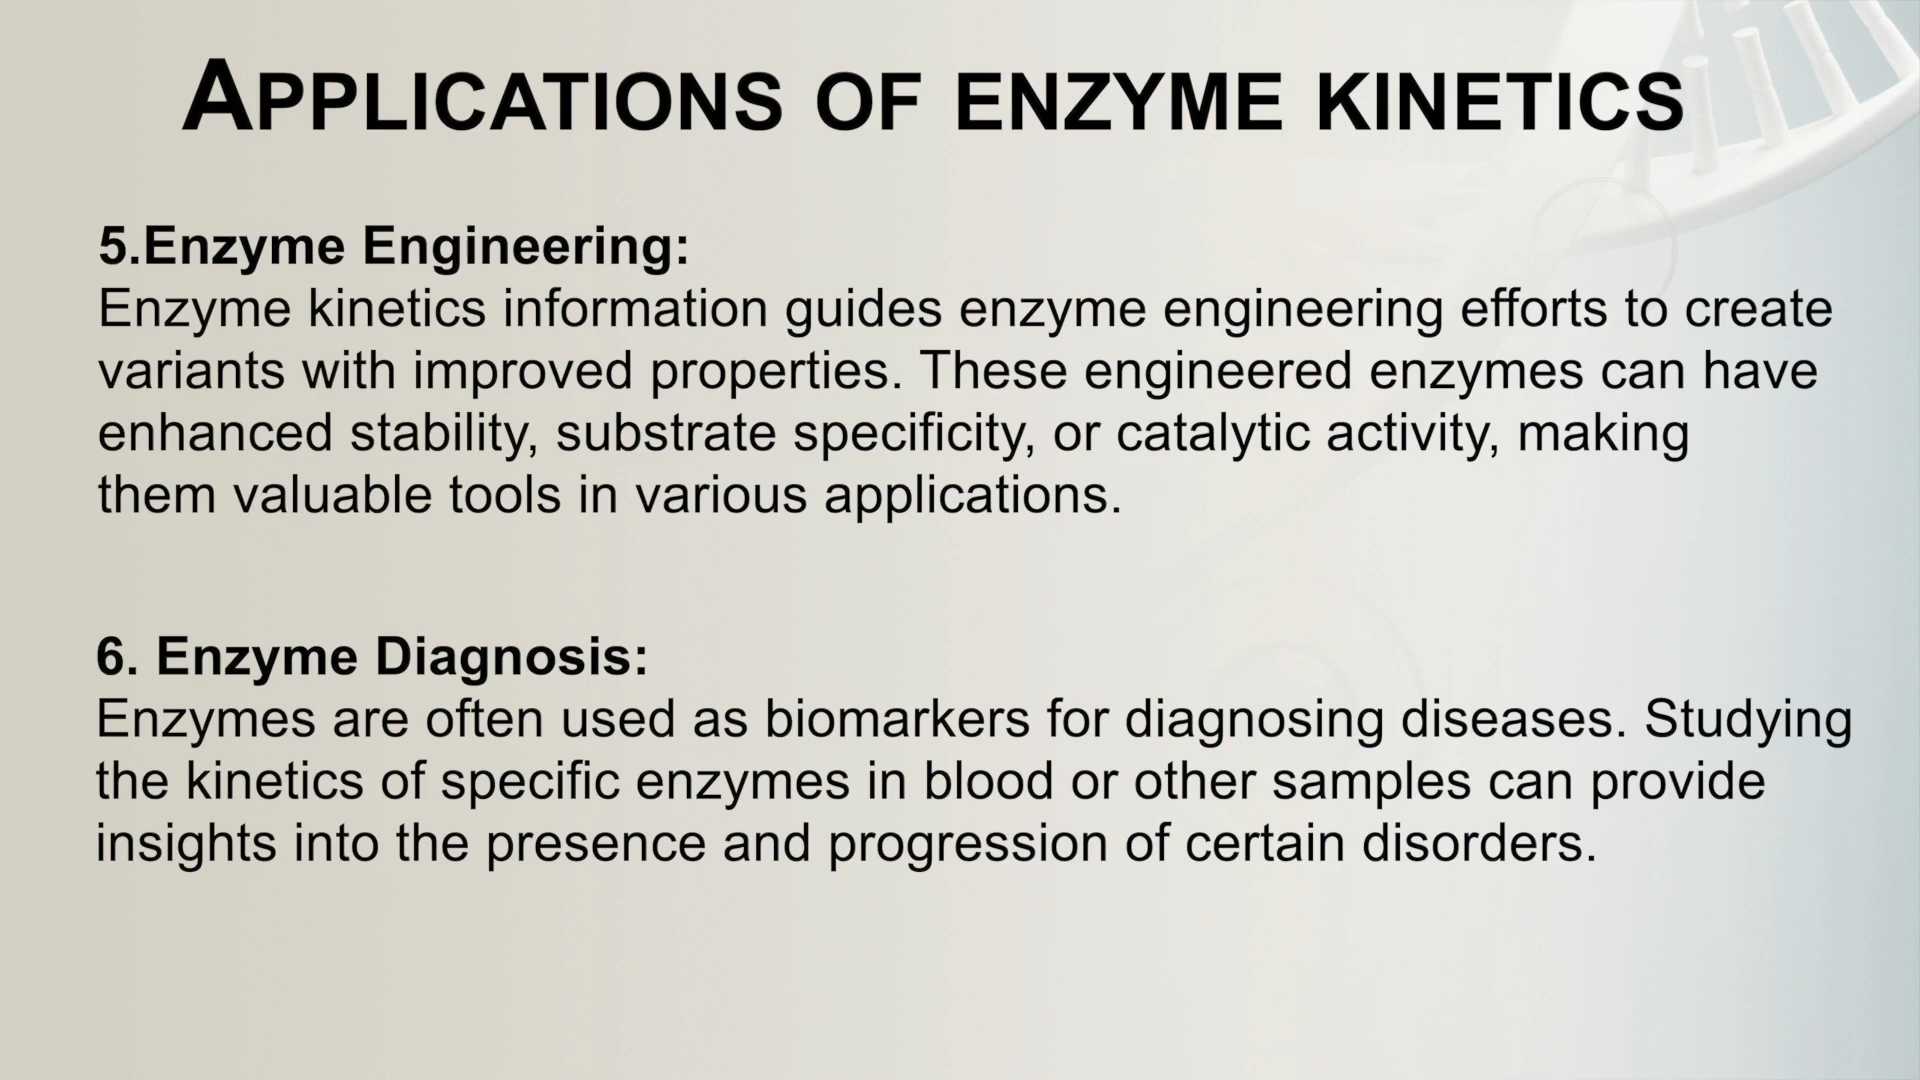 APPLICATIONS OF ENZYME KINETICS
5.Enzyme Engineering:
Enzyme kinetics information guides enzyme engineering efforts to create
variants with improved properties. These engineered enzymes can have
enhanced stability, substrate specificity, or catalytic activity, making
them valuable tools in various applications.
6. Enzyme Diagnosis:
Enzymes are often used as biomarkers for diagnosing diseases. Studying
the kinetics of specific enzymes in blood or other samples can provide
insights into the presence and progression of certain disorders.